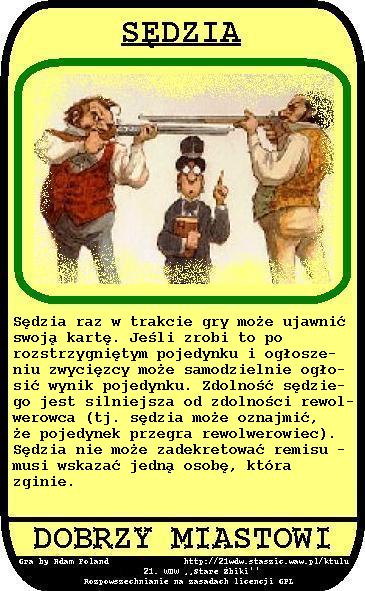 SĘDZIA
Sędzia raz w trakcie gry może ujawnić
swoją kartę. Jeśli zrobi to po
rozstrzygniętym pojedynku i ogłosze-
niu zwycięzcy może samodzielnie ogło-
sić wynik pojedynku. Zdolność sędzie-
go jest silniejsza od zdolności rewol-
werowca (tj. sędzia może oznajmić,
że pojedynek przegra rewolwerowiec).
Sędzia nie może zadekretować remisu -
musi wskazać jedną osobę, która
zginie.
DOBRZY MIASTOWI
Gra by Adam Poland http://21wdw.staszic.waw.pl/ktulu
21. WDW ,,Stare Żbiki''
Rozpowszechnianie na zasadach licencji GPL